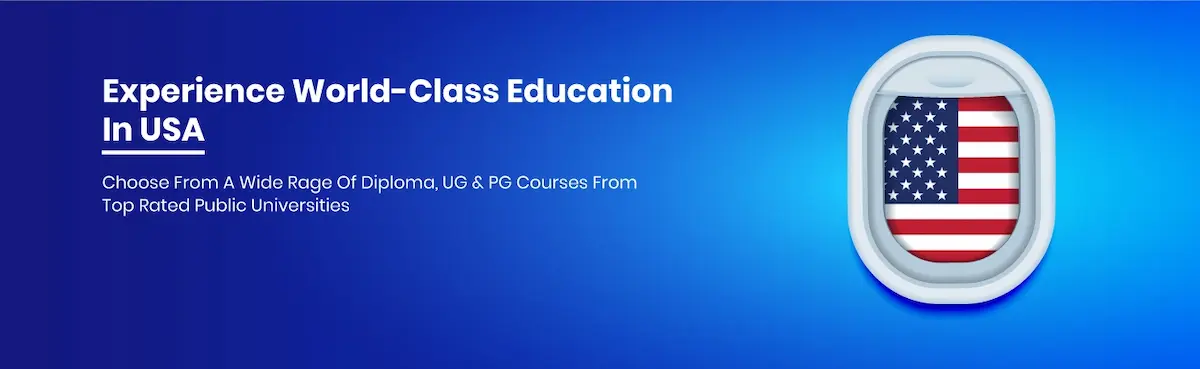 Experience World-Class Education
In USA
Choose From A Wide Rage Of Diploma, UG & PG Courses From
Top Rated Public Universities